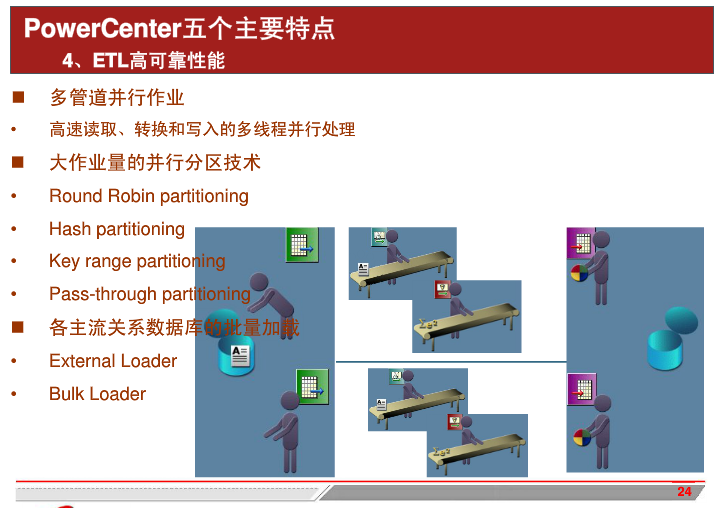 PowerCenter五个主要特点
4、ETL高可靠性能
■ 多管道并行作业
• 高速读取、转换和写入的多线程并行处理
■ 大作业量的并行分区技术
• Round Robin partitioning
• Hash partitioning
• Key range partitioning
• Pass-through partitioning
■ 各主流关系数据库的批量加载
• External Loader
• Bulk Loader
24